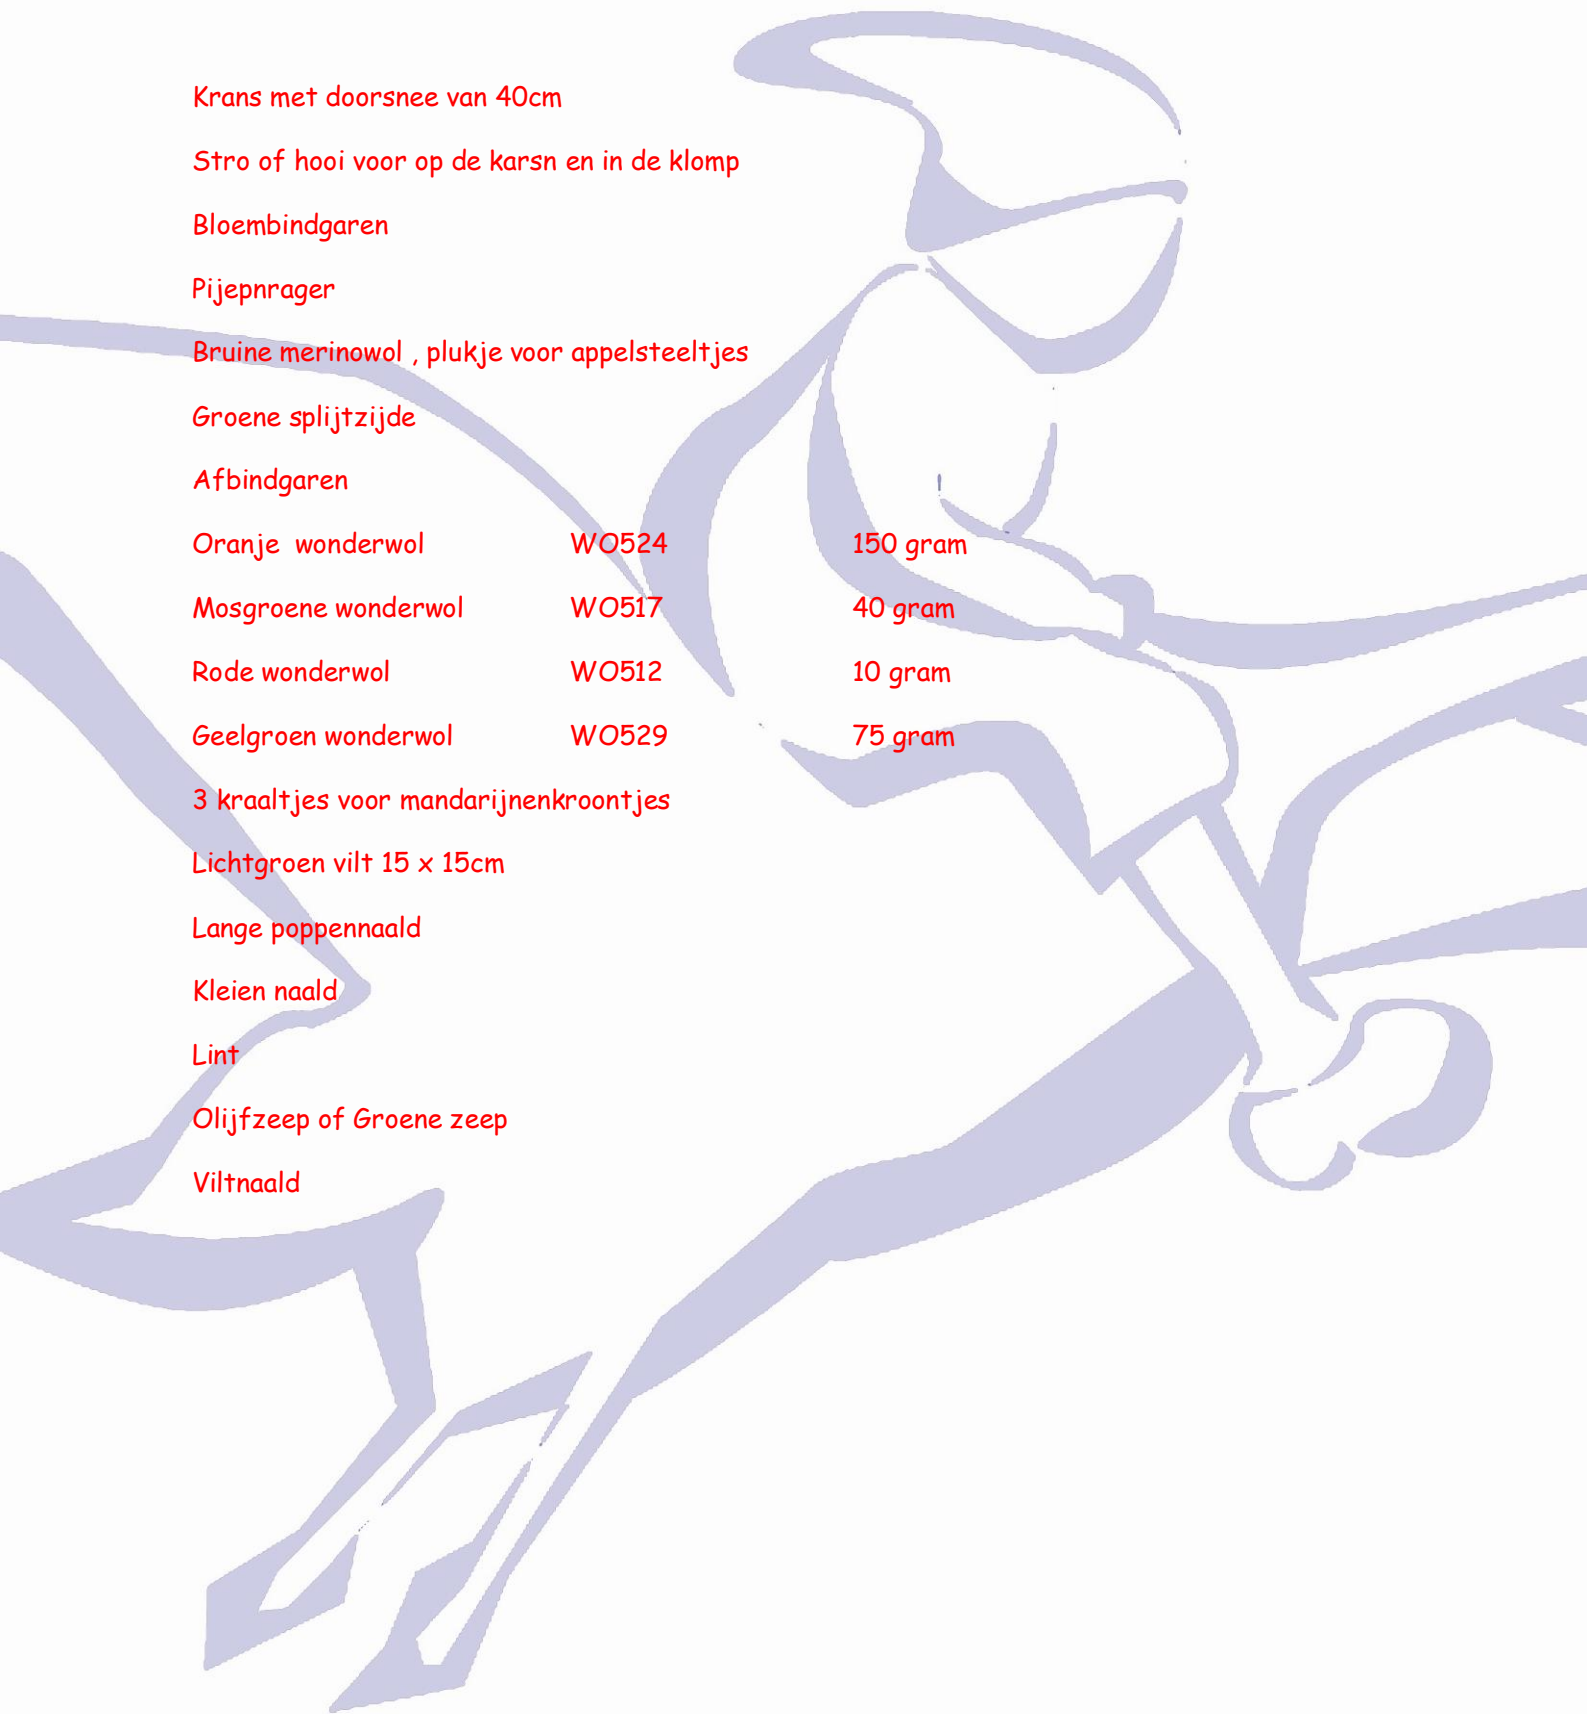 Krans met doorsnee van 40cm
Stro of hooi voor op de karsn en in de klomp
Bloembindgaren
Pijepnrager
Bruine merinowol , plukje voor appelsteeltjes
Groene splijtzijde
Afbindgaren
Oranje wonderwol WO524 150 gram
Mosgroene wonderwol WO517 40 gram
Rode wonderwol WO512 10 gram
Geelgroen wonderwol WO529 75 gram
3 kraaltjes voor mandarijnenkroontjes
Lichtgroen vilt 15 x 15cm
Lange poppennaald
Kleien naald
Lint
Olijfzeep of Groene zeep
Viltnaald